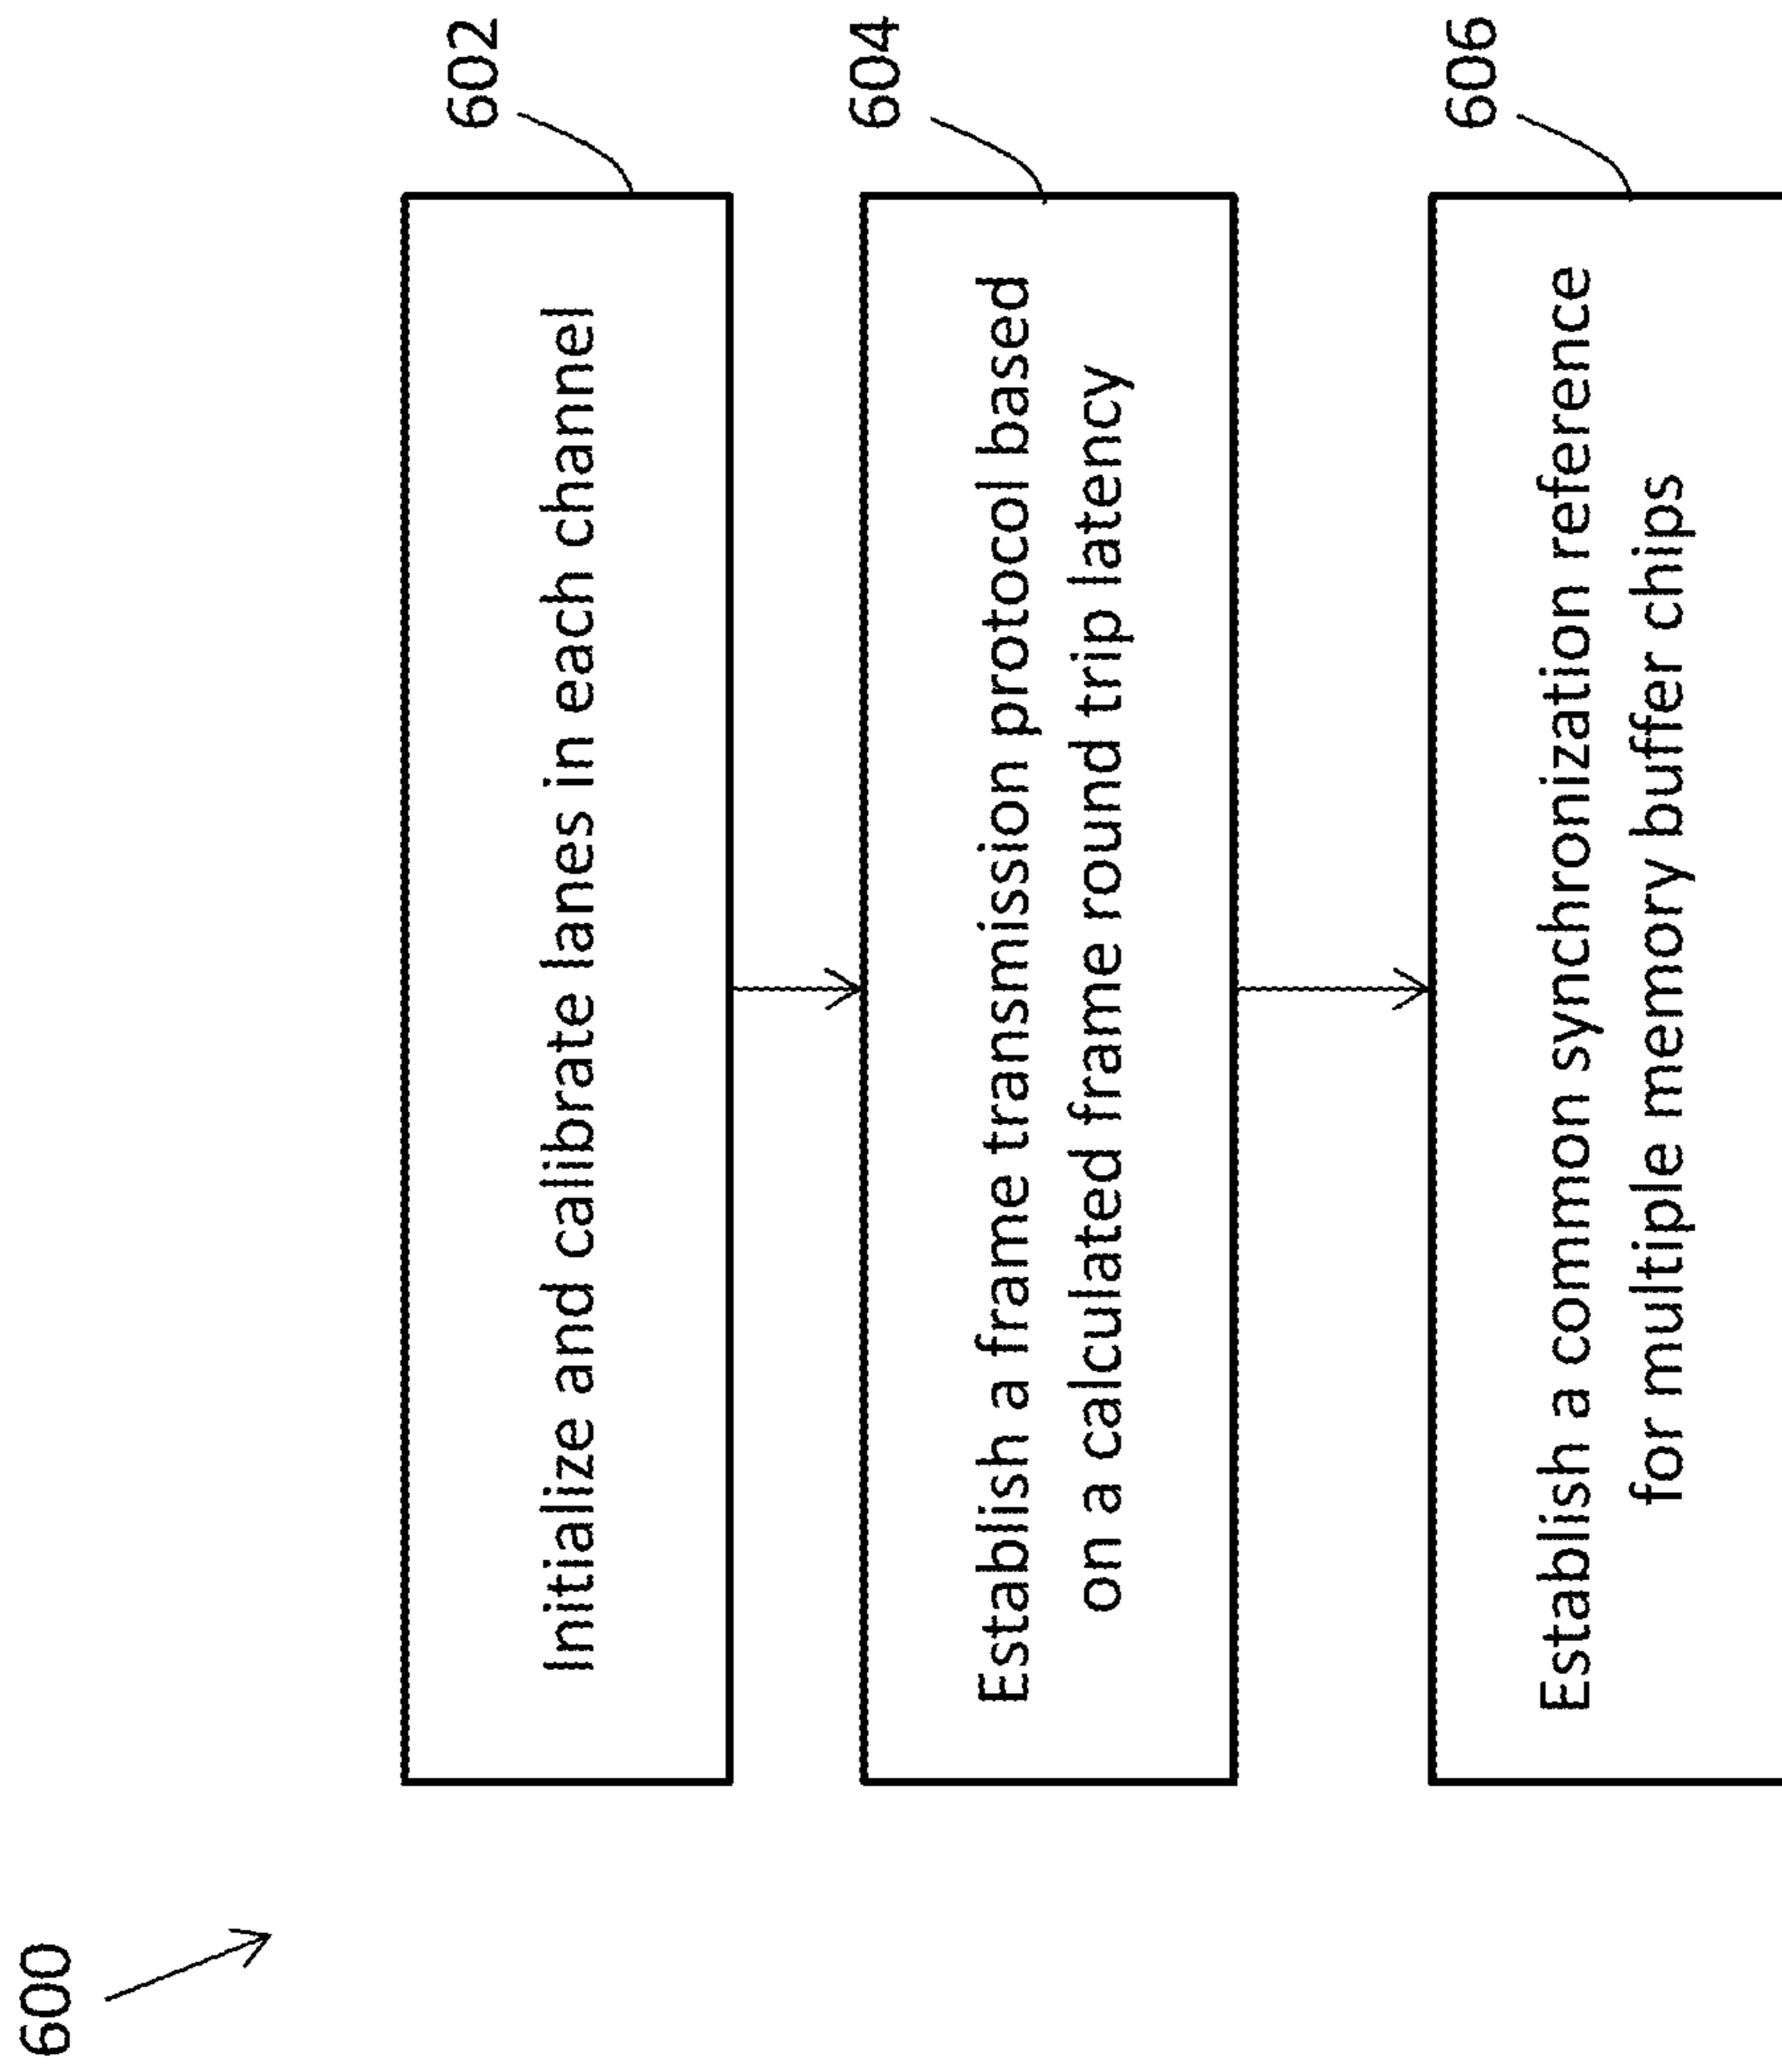 600
602
Initialize and calibrate lanes in each channel
604
Establish a frame transmission protocol based
on a calculated frame round trip latency
606
Establish a common synchronization reference
for multiple memory buffer chips